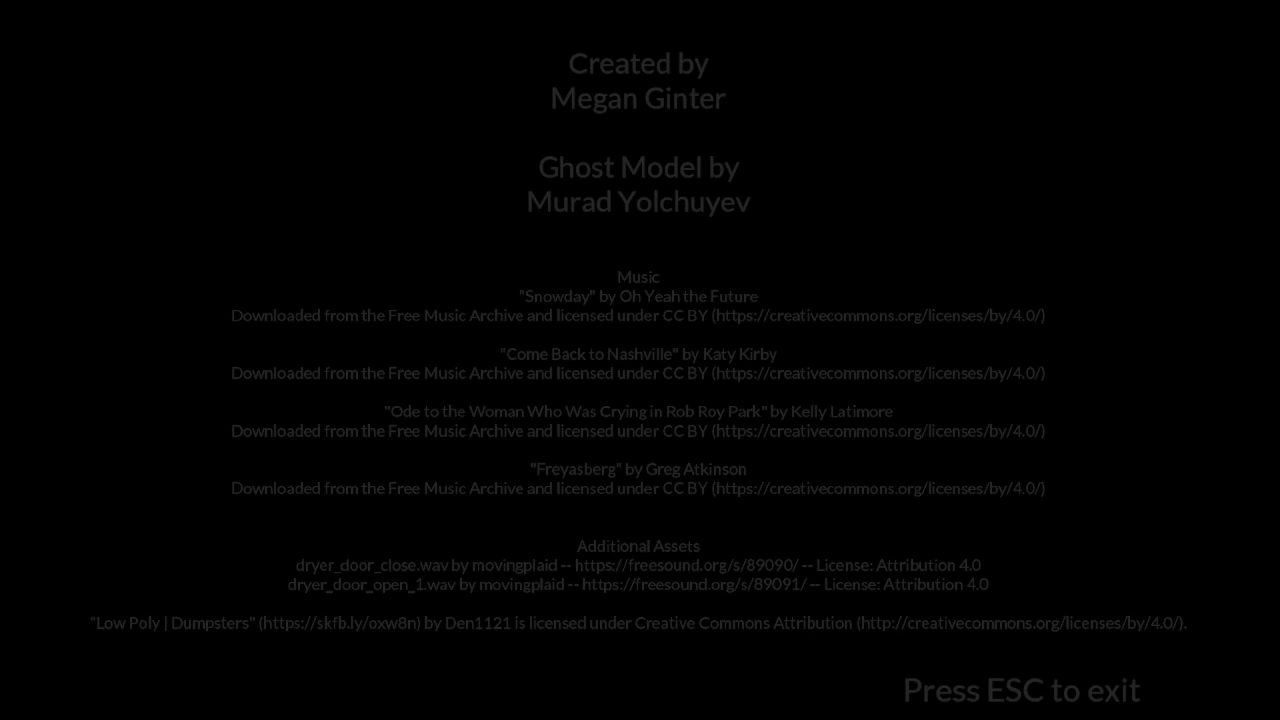 Created by
Megan Ginter
Ghost Model by
Murad Yolchuyev
Music
"Snowday" by Oh Yeah the Future
Downloaded from the Free Music Archive and licensed under CC BY (https://creativecommons.org/licenses/by/4.0/)
"Come Back to Nashville" by Katy Kirby
Downloaded from the Free Music Archive and licensed under CC BY (https://creativecommons.org/licenses/by/4.0/)
"Ode to the Woman Who Was Crying in Rob Roy Park" by Kelly Latimore
Downloaded from the Free Music Archive and licensed under CC BY (https://creativecommons.org/licenses/by/4.0/)
"Freyasberg" by Greg Atkinson
Downloaded from the Free Music Archive and licensed under CC BY (https://creativecommons.org/licenses/by/4.0/)
Additional Assets
dryer_door_close.wav by movingplaid -- https://freesound.org/s/89090/ -- License: Attribution 4.0
dryer_door_open_1.wav by movingplaid -- https://freesound.org/s/89091/ -- License: Attribution 4.0
"Low Poly | Dumpsters" (https://skfb.ly/oxw8n) by Den1121 is licensed under Creative Commons Attribution (http://creativecommons.org/licenses/by/4.0/).
Press ESC to exit